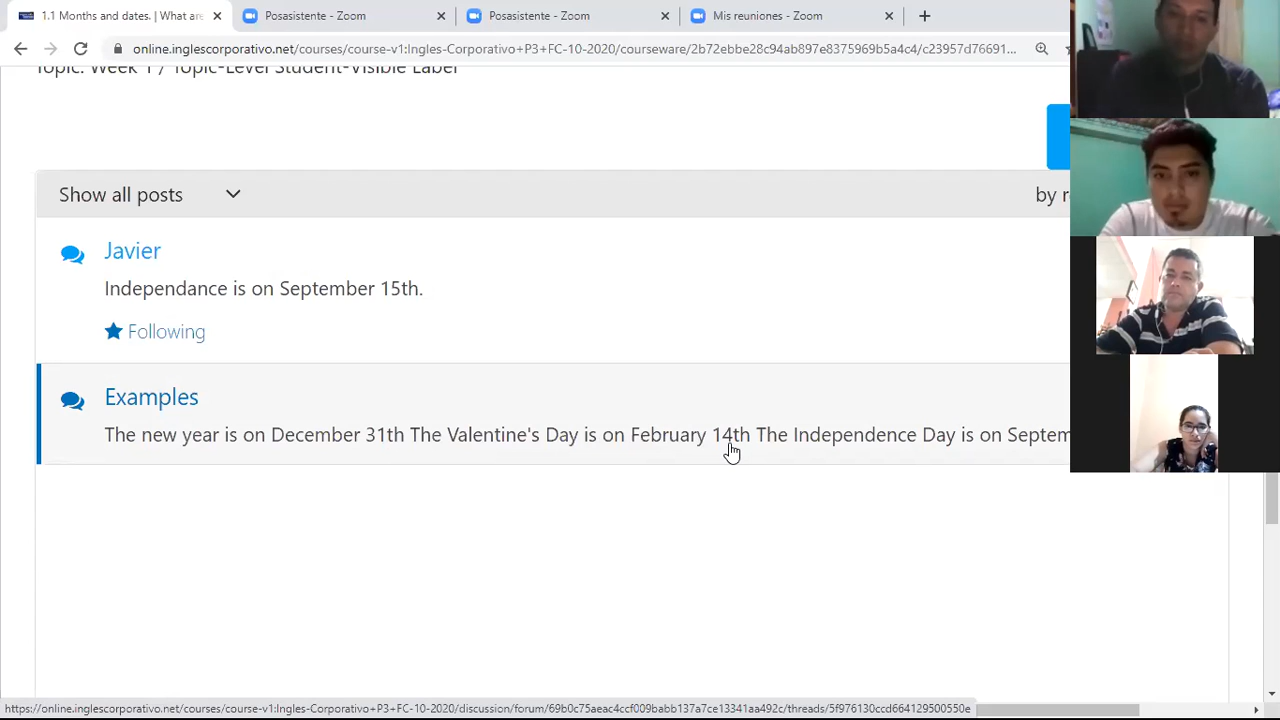 1.1 Months and dates. | What are
Posasistente - Zoom
Posasistente - Zoom
Mis reuniones - Zoom
online.inglescorporativo.net/courses/course-v1:Ingles-Corporativo+P3+FC-10-2020/courseware/2b72ebbe28c94ab897e8375969b5a4c4/c23957d76691...
Topic: Week 1 / Topic-Level Student-Visible Label
Show all posts
by r
Javier
Independance is on September 15th.
Following
Examples
The new year is on December 31th The Valentine's Day is on February 14th The Independence Day is on Septem
https://online.inglescorporativo.net/courses/course-v1:Ingles-Corporativo+P3+FC-10-2020/discussion/forum/69b0c75aeac4ccf009babb137a7ce13341aa492c/threads/5f976130ccd664129500550e